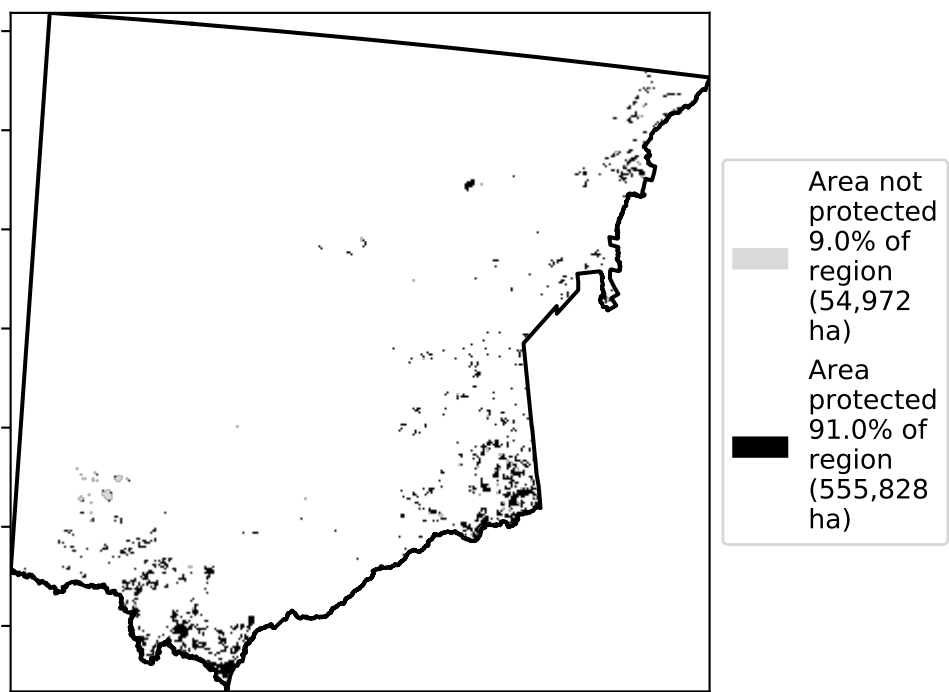 Area not
protected
9.0% of
region
(54,972
ha)
Area
protected
91.0% of
region
(555,828
ha)